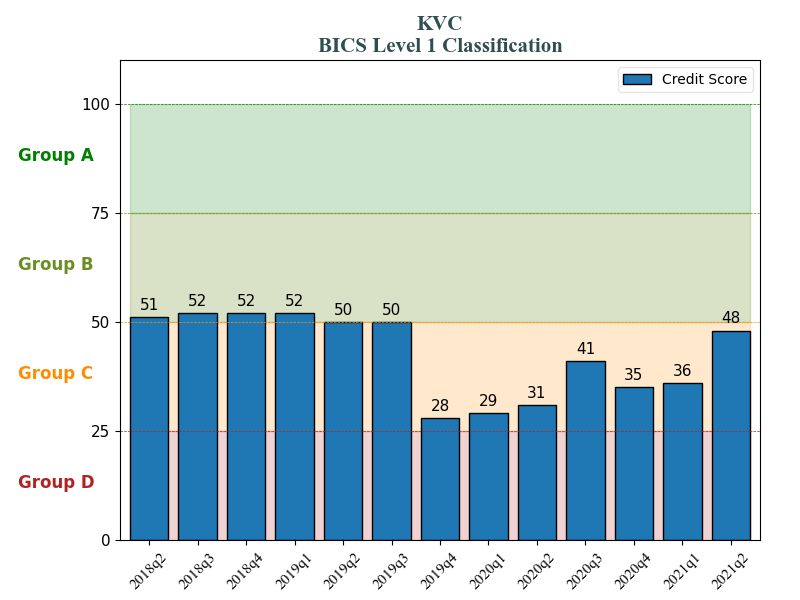 KVC
BICS Level 1 Classification
Credit Score
100
Group A
75
Group B
51 52 52 52 50 50 28 29 31 41 35 36 48
50
Group C
25
Group D
0
2018q2 2018q3 2018q4 2019q1 2019q2 2019q3 2019q4 2020q1 2020q2 2020q3 2020q4 2021q1 2021q2